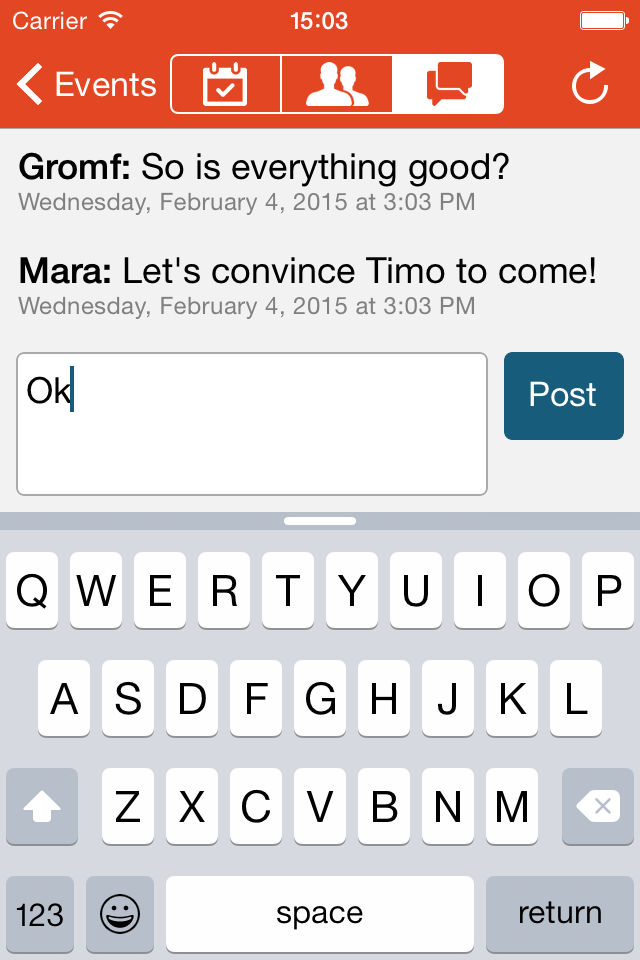 Carrier 15:03
Events
Gromf: So is everything good?
Wednesday, February 4, 2015 at 3:03 PM
Mara: Let's convince Timo to come!
Wednesday, February 4, 2015 at 3:03 PM
Ok
Post
Q W E R T Y U I O P
A S D F G H J K L
Z X C V B N M
123 space return